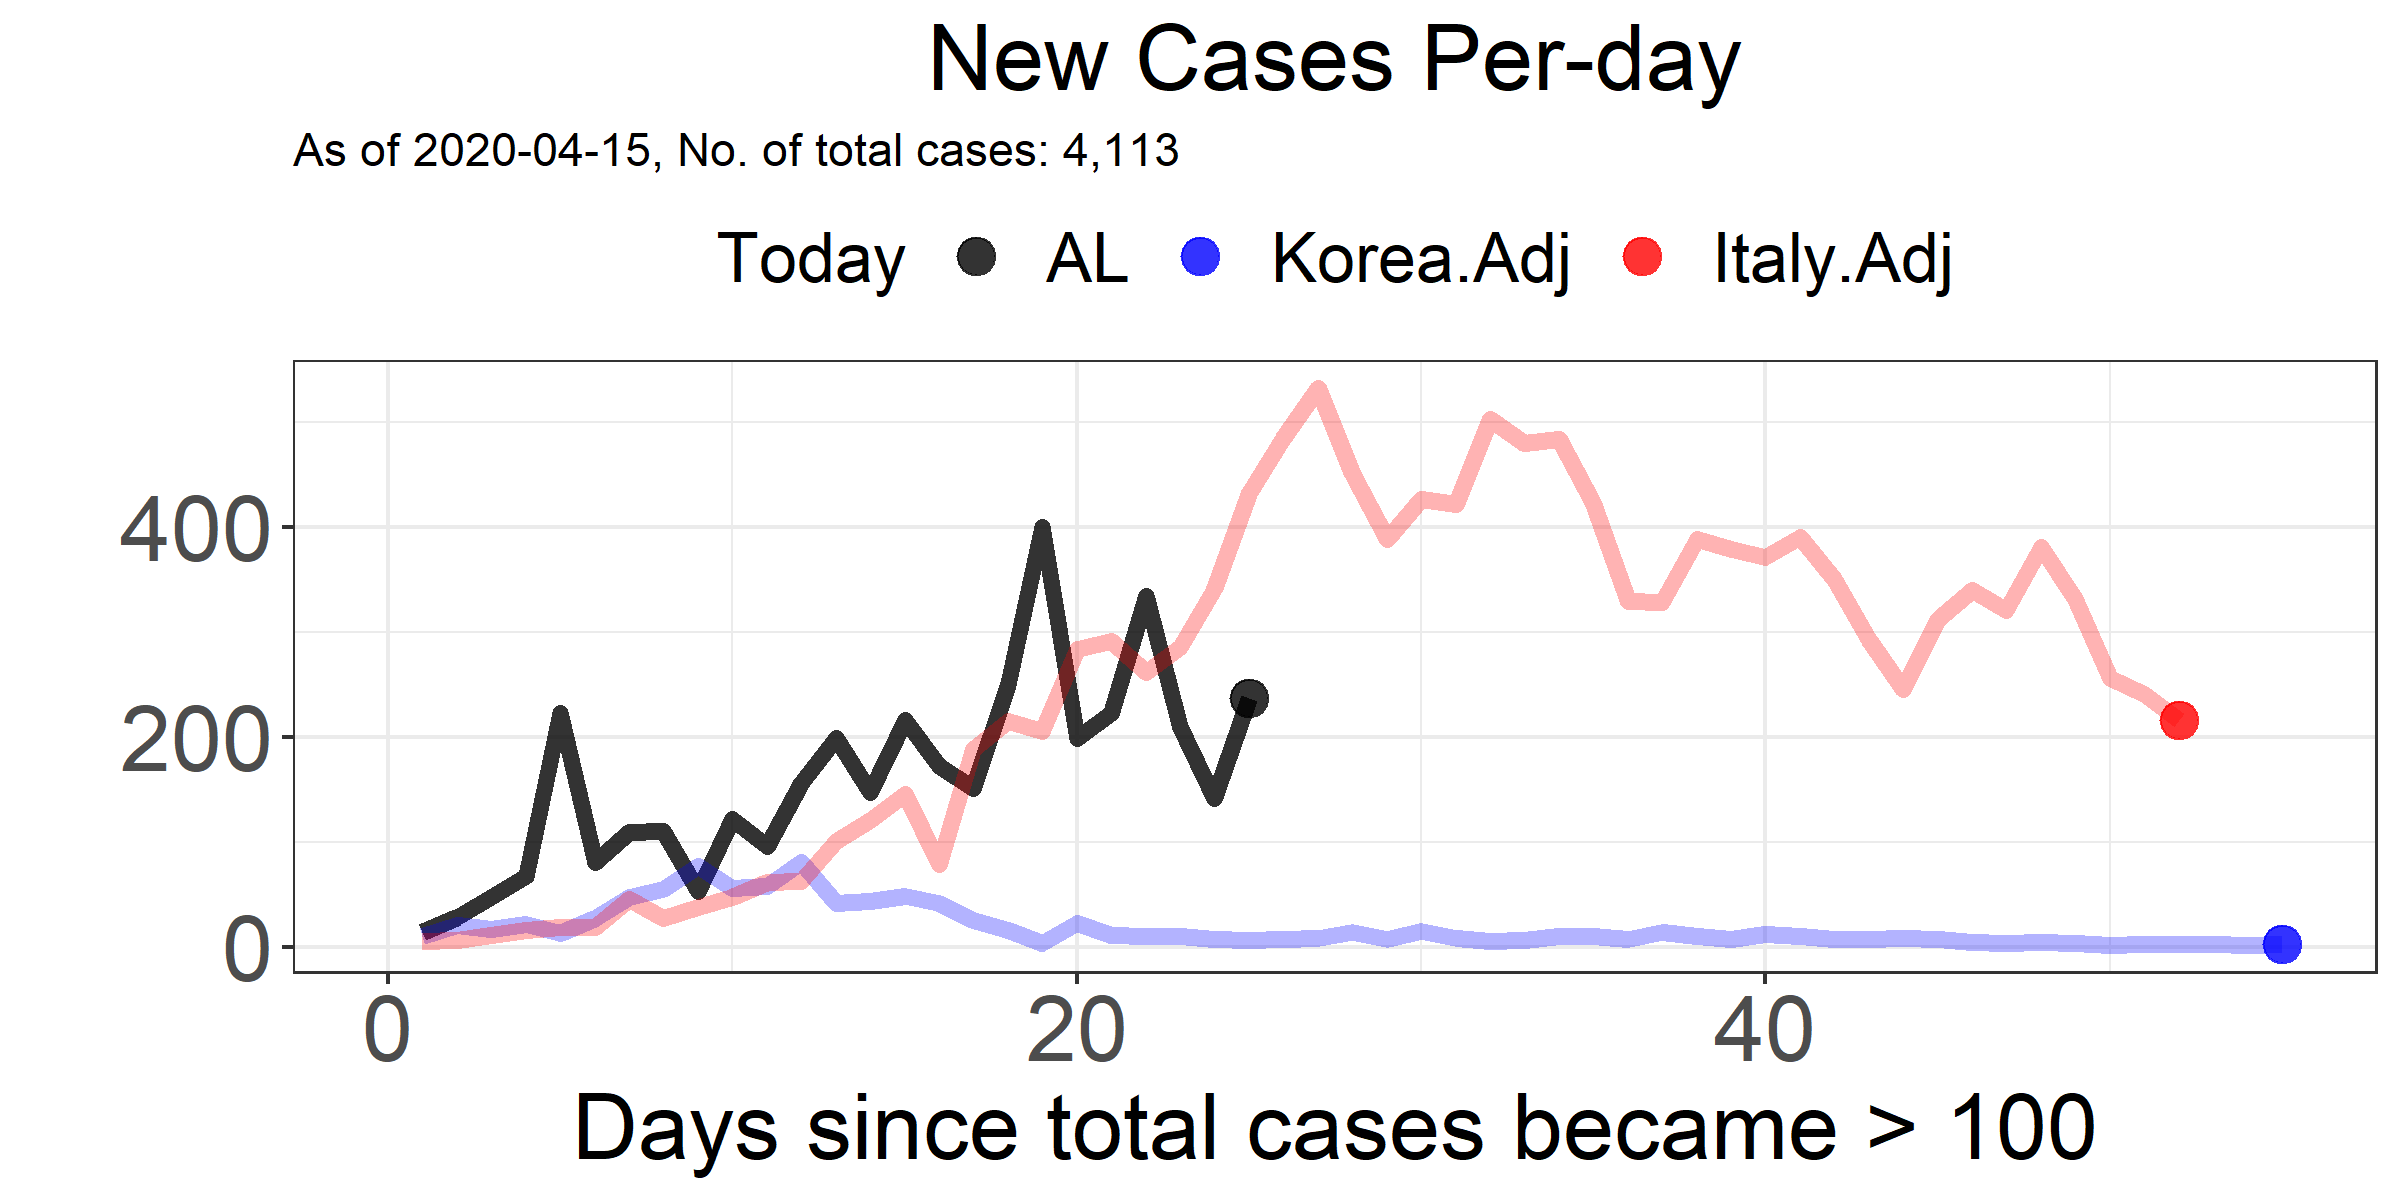 New Cases Per-day
As of 2020-04-15, No. of total cases: 4,113
Today AL Korea.Adj Italy.Adj
400
200
0
0 20 40
Days since total cases became > 100